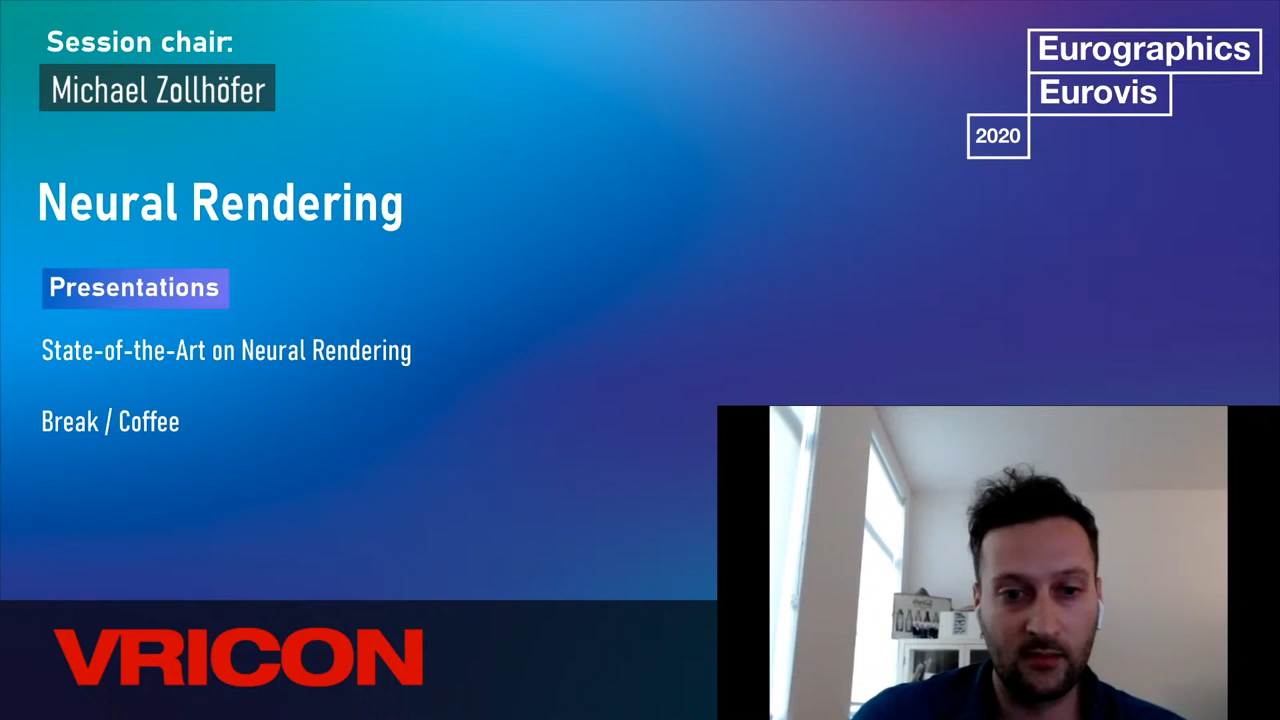 Session chair:
Michael Zollhöfer
Eurographics
Eurovis
2020
Neural Rendering
Presentations
State-of-the-Art on Neural Rendering
Break / Coffee
VRICON